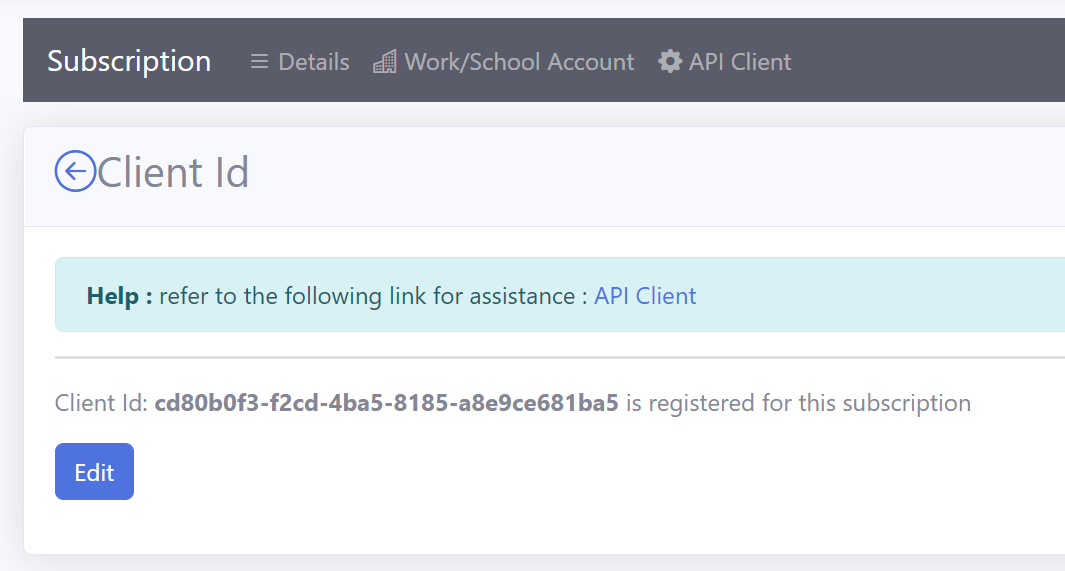 Subscription Details Work/School Account API Client
Client Id
Help : refer to the following link for assistance : API Client
Client Id: cd80b0f3-f2cd-4ba5-8185-a8e9ce681ba5 is registered for this subscription
Edit